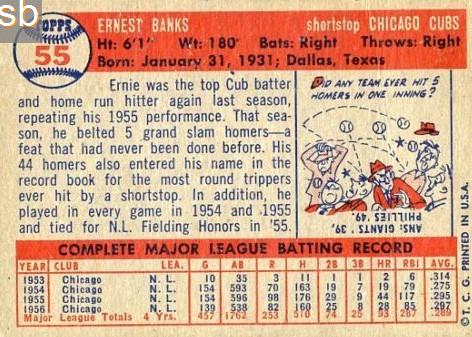 sb
TOPPS
55
ERNEST BANKS shortstop CHICAGO CUBS
Ht: 6'1" Wt: 180 Bats: Right Throws: Right
Born: January 31, 1931; Dallas, Texas
Ernie was the top Cub batter
and home run hitter again last season,
repeating his 1955 performance. That sea-
son, he belted 5 grand slam homers—a
feat that had never been done before. His
44 homers also entered his name in the
record book for the most round trippers
ever hit by a shortstop. In addition, he
played in every game in 1954 and 1955
and tied for N.L. Fielding Honors in '55.
DID ANY TEAM EVER HIT 5
HOMERS IN ONE INNING?
ANS: GIANTS, '39,
PHILLIES, '49.
COMPLETE MAJOR LEAGUE BATTING RECORD
YEAR CLUB LEA. G AB R H 2B 3B HR RBI AVG.
1953 Chicago N. L. 10 35 3 11 1 1 2 6 .314
1954 Chicago N. L. 154 593 70 163 19 7 19 79 .275
1955 Chicago N. L. 154 596 98 176 29 9 44 117 .295
1956 Chicago N. L. 139 538 82 160 25 8 28 85 .297
Major League Totals 4 Yrs. 457 1762 253 510 74 25 93 287 .289
© T. C. G. PRINTED IN U.S.A.